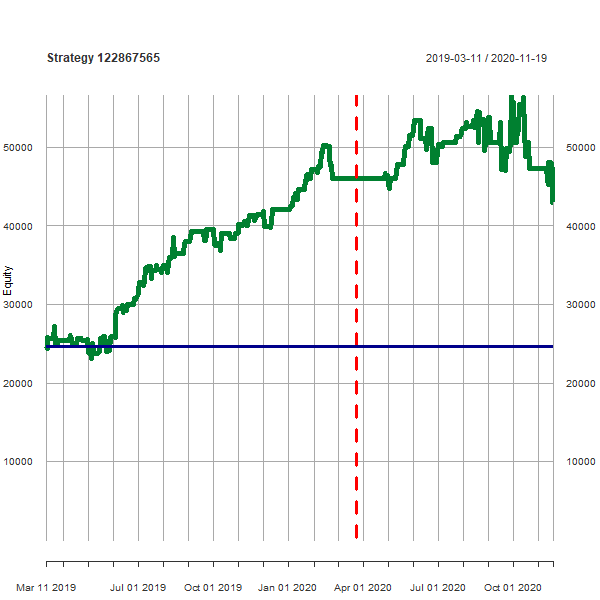 Strategy 122867565
2019-03-11 / 2020-11-19
50000
50000
40000
40000
Equity
30000
30000
20000
20000
10000
10000
Mar 11 2019
Jul 01 2019
Oct 01 2019
Jan 01 2020
Apr 01 2020
Jul 01 2020
Oct 01 2020